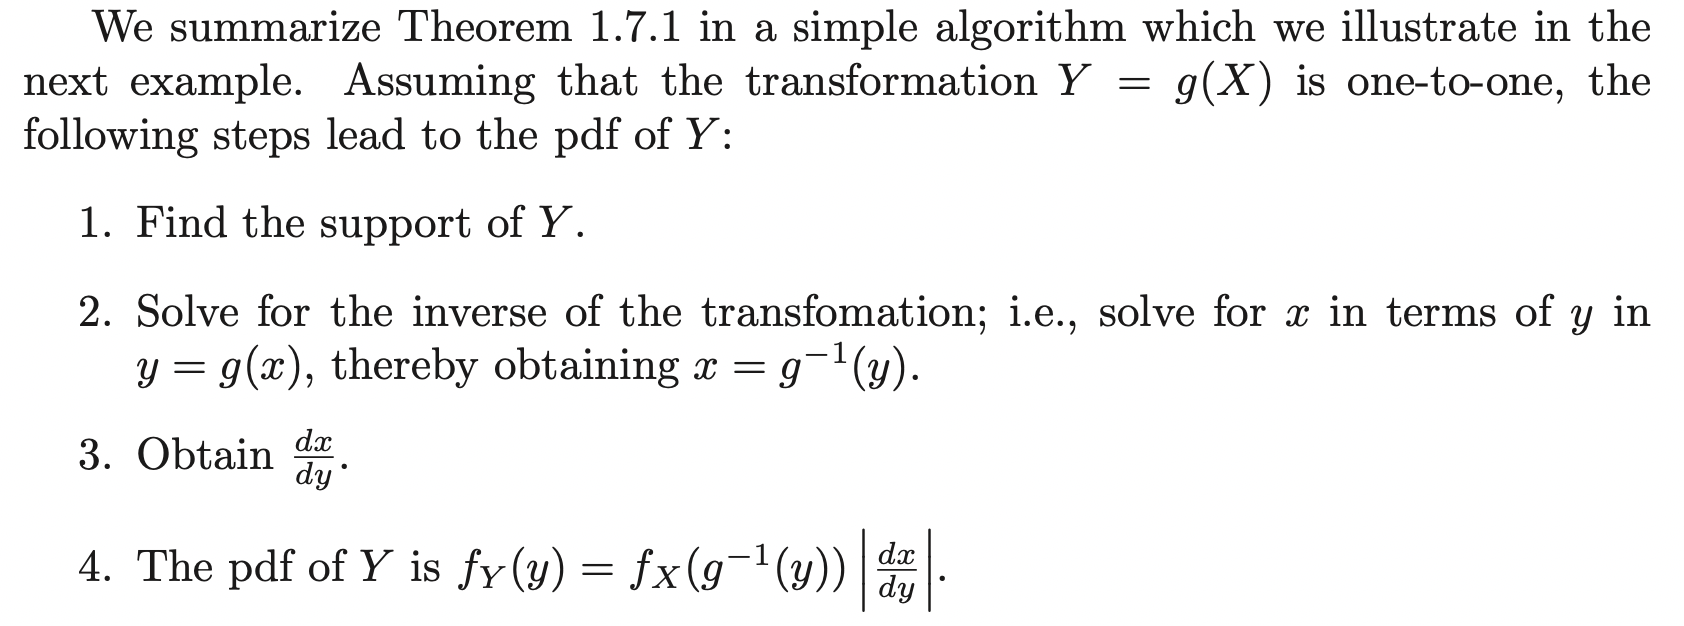 We summarize Theorem 1.7.1 in a simple algorithm which we illustrate in the
next example. Assuming that the transformation Y = g(X) is one-to-one, the
following steps lead to the pdf of Y:
1. Find the support of Y.
2. Solve for the inverse of the transfomation; i.e., solve for x in terms of y in
y = g(x), thereby obtaining x = g⁻¹(y).
3. Obtain dx/dy.
4. The pdf of Y is f_Y(y) = f_X(g⁻¹(y)) |dx/dy|.